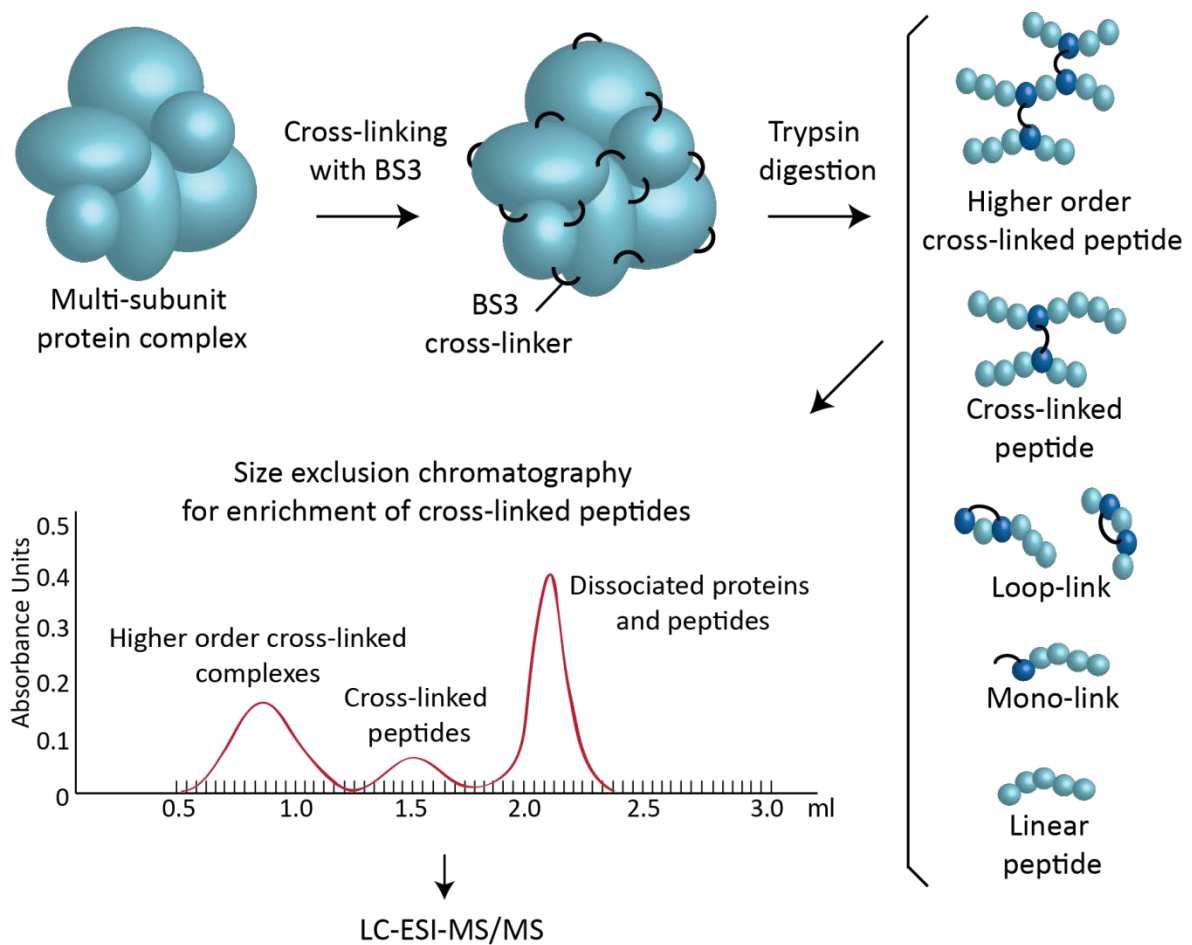 Cross-linking
with BS3
Trypsin
digestion
Multi-subunit
protein complex
BS3
cross-linker
Higher order
cross-linked peptide
Cross-linked
peptide
Loop-link
Mono-link
Linear
peptide
Size exclusion chromatography
for enrichment of cross-linked peptides
Absorbance Units
0.5
0.4
0.3
0.2
0.1
0
Higher order cross-linked
complexes
Cross-linked
peptides
Dissociated proteins
and peptides
0.5 1.0 1.5 2.0 2.5 3.0 ml
LC-ESI-MS/MS